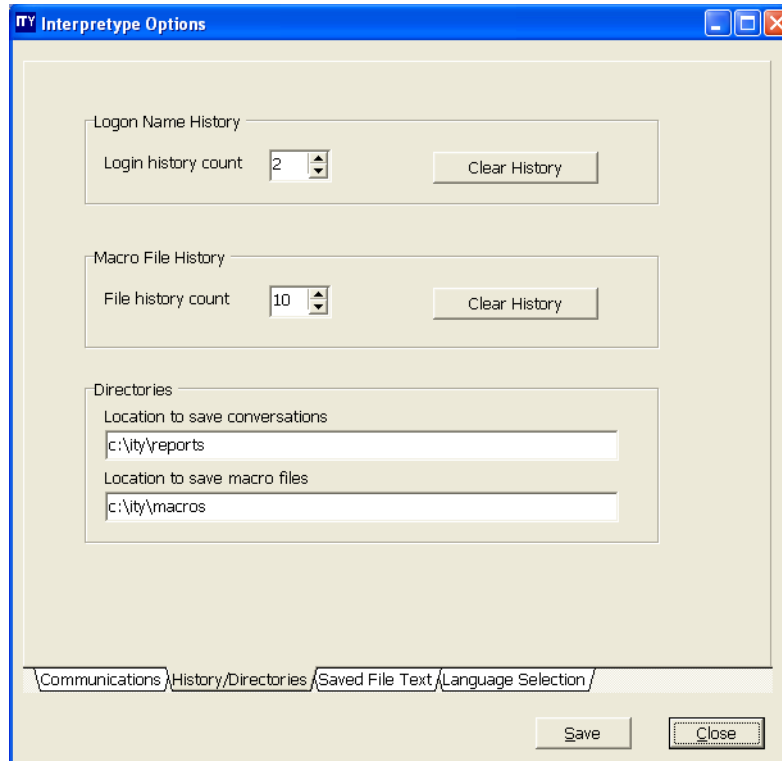 ITY Interpretype Options
Logon Name History
Login history count 2 Clear History
Macro File History
File history count 10 Clear History
Directories
Location to save conversations
c:\ity\reports
Location to save macro files
c:\ity\macros
Communications History/Directories Saved File Text Language Selection
Save Close